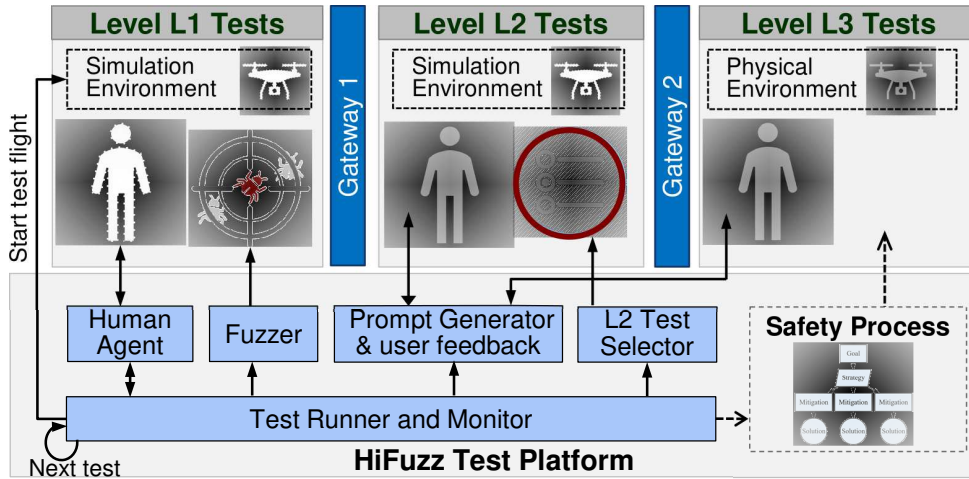 Level L1 Tests
Level L2 Tests
Level L3 Tests
Simulation
Environment
Simulation
Environment
Physical
Environment
Gateway 1
Gateway 2
Start test flight
Human
Agent
Fuzzer
Prompt Generator
& user feedback
L2 Test
Selector
Safety Process
Goal
Strategy
Mitigation
Mitigation
Mitigation
Solution
Solution
Solution
Test Runner and Monitor
Next test
HiFuzz Test Platform